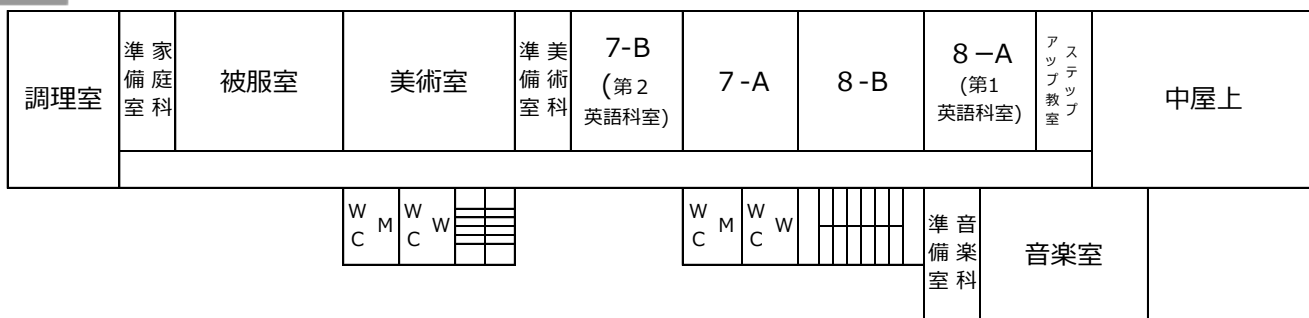 調理室
家庭科
準備室
被服室
美術室
美術科
準備室
7-B
(第2
英語科室)
7-A
8-B
8-A
(第1
英語科室)
ステップ
アップ教室
中屋上
WC M
WC W
WC M
WC W
音楽科
準備室
音楽室